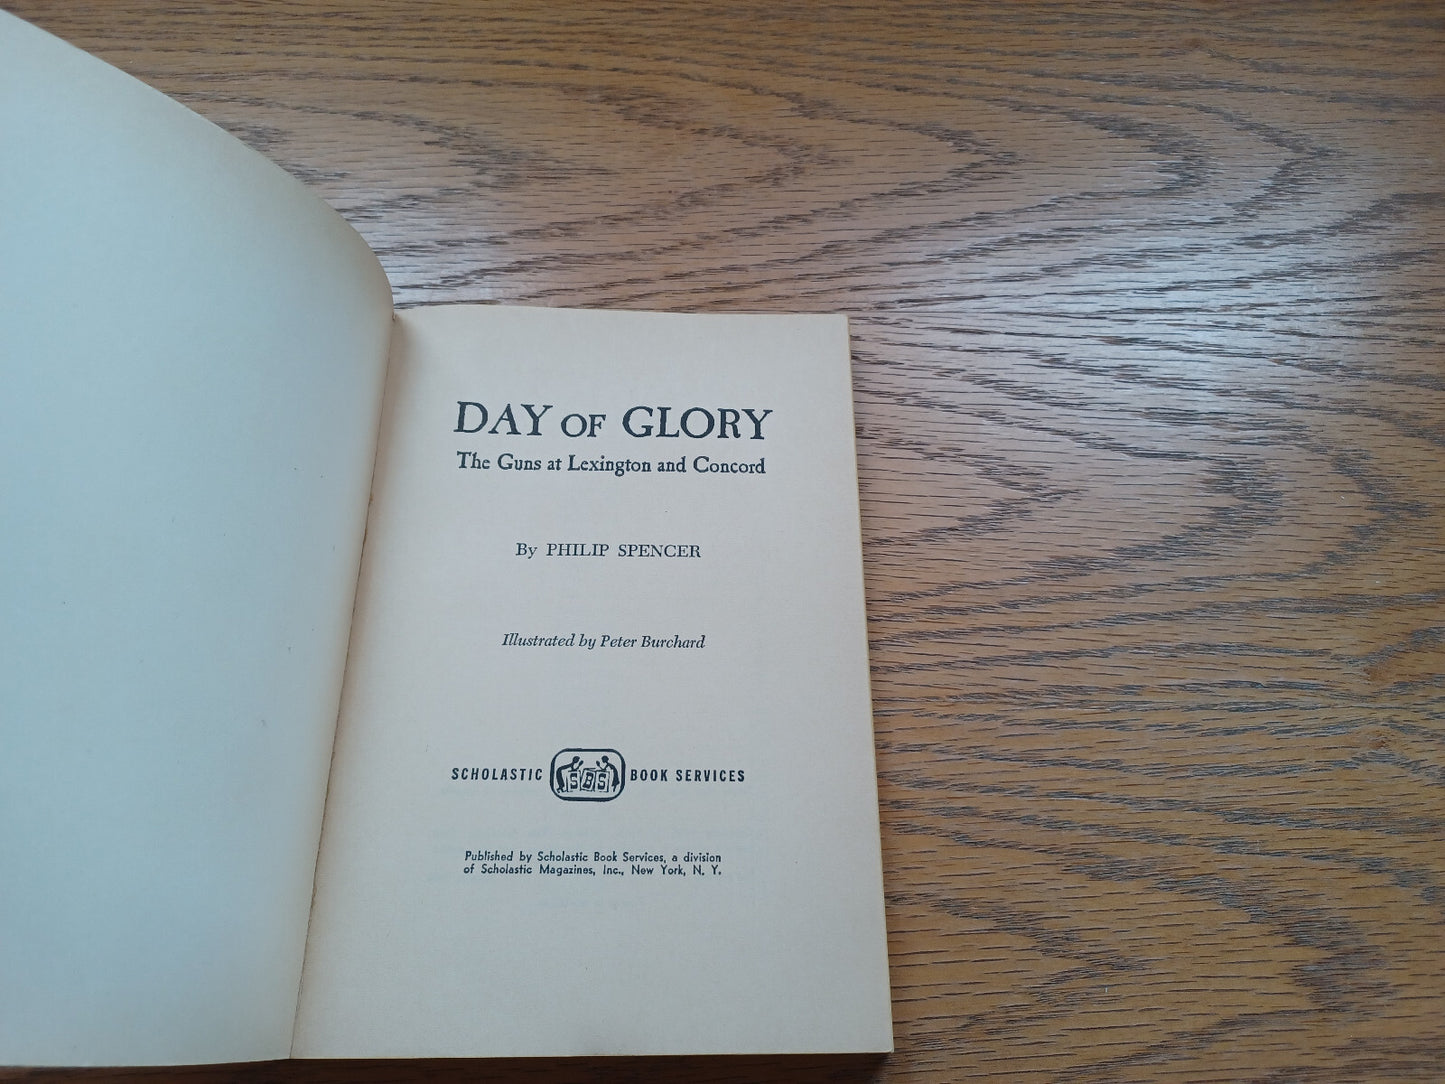 DAY OF GLORY
The Guns at Lexington and Concord
By PHILIP SPENCER
Illustrated by Peter Burchard
SCHOLASTIC SBS BOOK SERVICES
Published by Scholastic Book Services, a division
of Scholastic Magazines, Inc., New York, N. Y.